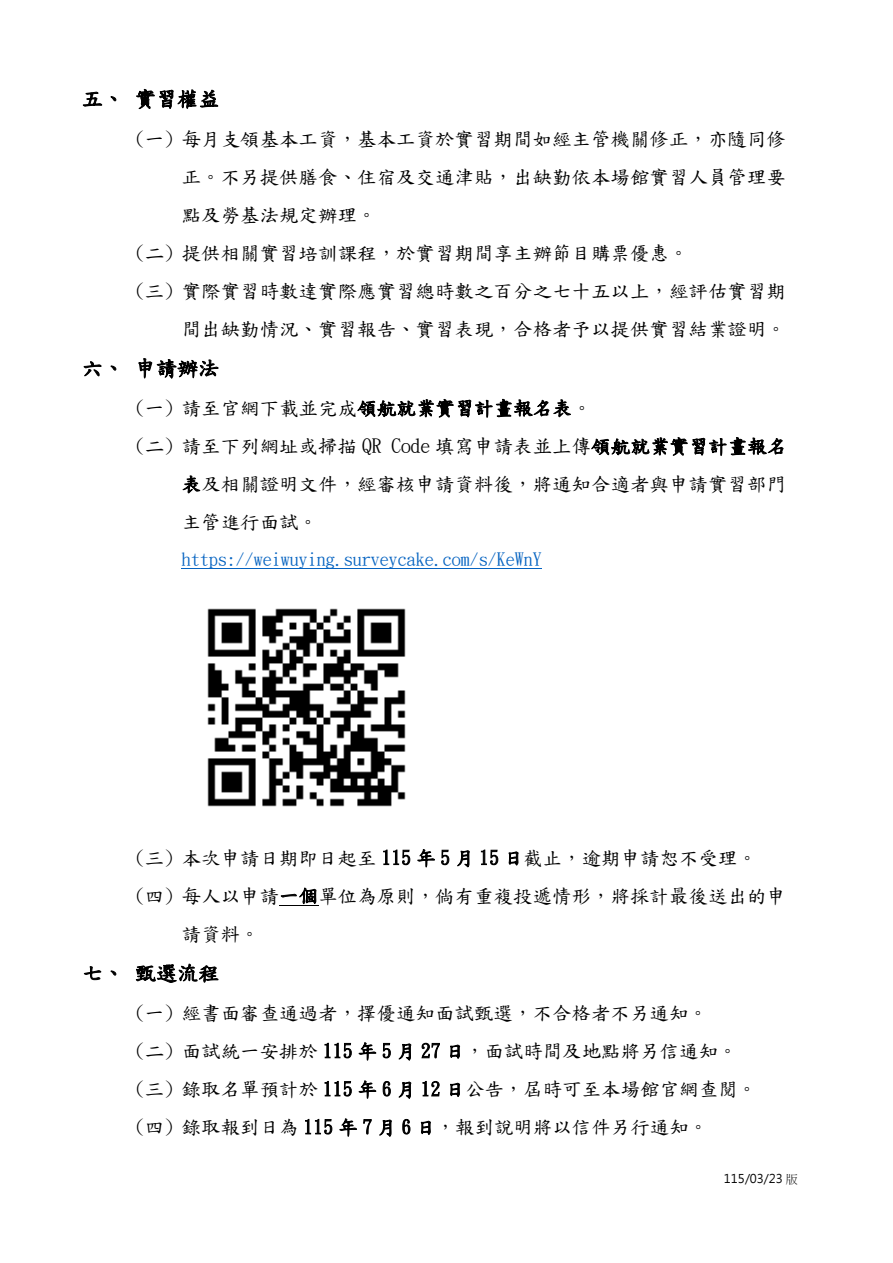 五、 實習權益
(一)每月支領基本工資，基本工資於實習期間如經主管機關修正，亦隨同修
正。不另提供膳食、住宿及交通津貼，出缺勤依本場館實習人員管理要
點及勞基法規定辦理。
(二)提供相關實習培訓課程，於實習期間享主辦節目購票優惠。
(三)實際實習時數達實際應實習總時數之百分之七十五以上，經評估實習期
間出缺勤情況、實習報告、實習表現，合格者予以提供實習結業證明。
六、 申請辦法
(一)請至官網下載並完成領航就業實習計畫報名表。
(二)請至下列網址或掃描 QR Code 填寫申請表並上傳領航就業實習計畫報名
表及相關證明文件，經審核申請資料後，將通知合適者與申請實習部門
主管進行面試。
https://weiwuying.surveycake.com/s/KeWnY
(三)本次申請日期即日起至 115 年 5 月 15 日截止，逾期申請恕不受理。
(四)每人以申請一個單位為原則，倘有重複投遞情形，將採計最後送出的申
請資料。
七、 甄選流程
(一)經書面審查通過者，擇優通知面試甄選，不合格者不另通知。
(二)面試統一安排於 115 年 5 月 27 日，面試時間及地點將另信通知。
(三)錄取名單預計於 115 年 6 月 12 日公告，屆時可至本場館官網查閱。
(四)錄取報到日為 115 年 7 月 6 日，報到說明將以信件另行通知。
115/03/23 版